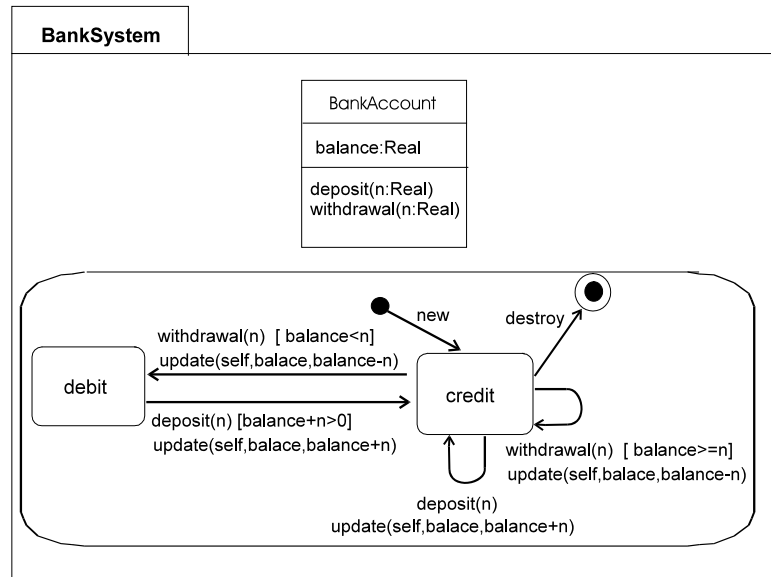 BankSystem
BankAccount
balance:Real
deposit(n:Real)
withdrawal(n:Real)
new
destroy
withdrawal(n) [ balance<n]
update(self,balace,balance-n)
debit
credit
deposit(n) [balance+n>0]
update(self,balace,balance+n)
withdrawal(n) [ balance>=n]
update(self,balace,balance-n)
deposit(n)
update(self,balace,balance+n)